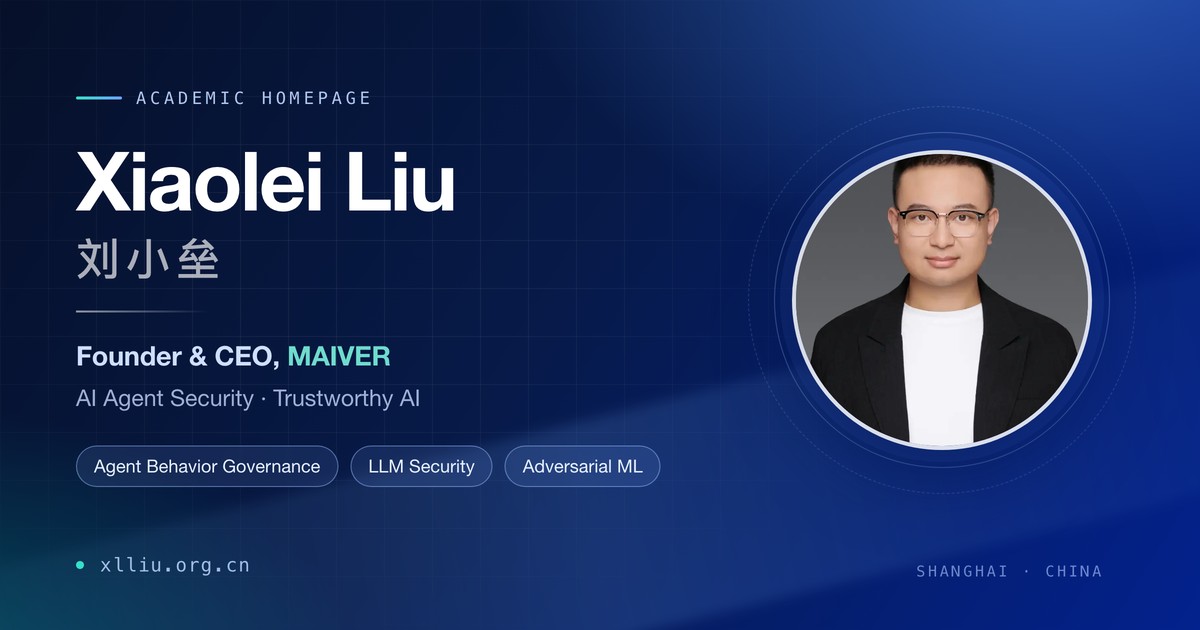 ACADEMIC HOMEPAGE
Xiaolei Liu
刘小垒
Founder & CEO, MAIVER
AI Agent Security · Trustworthy AI
Agent Behavior Governance
LLM Security
Adversarial ML
xlliu.org.cn
SHANGHAI · CHINA